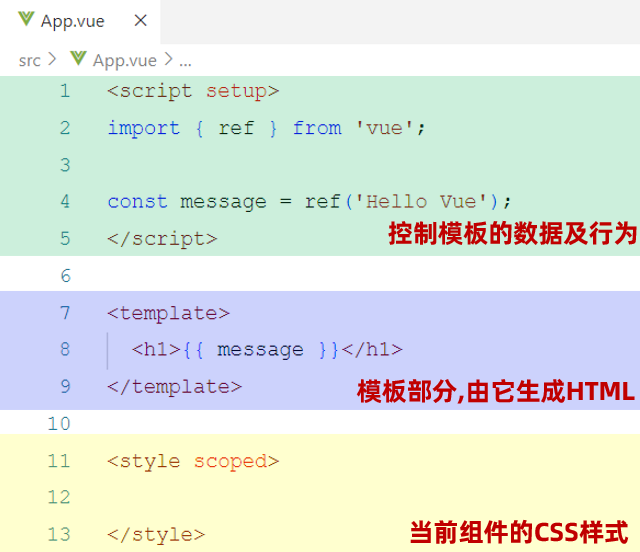 App.vue ×
src > App.vue > ...
1 <script setup>
2 import { ref } from 'vue';
3
4 const message = ref('Hello Vue');
5 </script>
控制模板的数据及行为
6
7 <template>
8 <h1>{{ message }}</h1>
9 </template>
模板部分,由它生成HTML
10
11 <style scoped>
12
13 </style>
当前组件的CSS样式